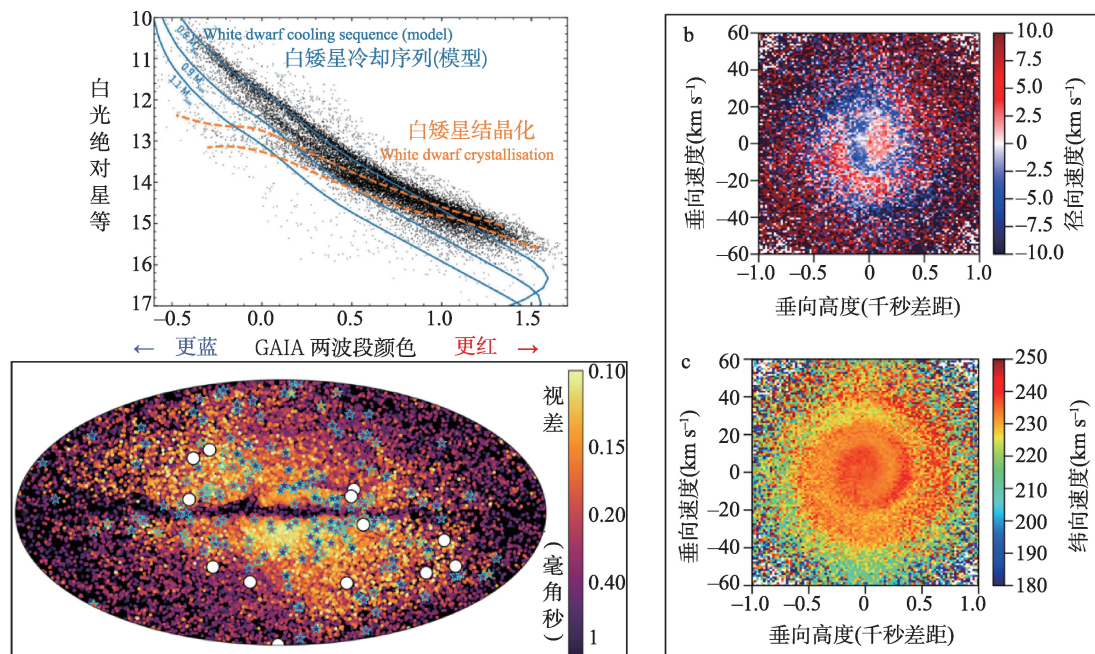 10
11
12
13
14
15
16
17
白光绝对星等
White dwarf cooling sequence (model)
白矮星冷却序列(模型)
0.6 M
0.9 M
1.1 M
白矮星结晶化
White dwarf crystallisation
−0.5 0.0 0.5 1.0 1.5
← 更蓝 GAIA 两波段颜色 更红 →
视差(毫角秒)
0.10
0.15
0.20
0.40
1
b
垂向速度(km s⁻¹)
60
40
20
0
−20
−40
−60
−1.0 −0.5 0 0.5 1.0
垂向高度(千秒差距)
10.0
7.5
5.0
2.5
0
−2.5
−5.0
−7.5
−10.0
径向速度(km s⁻¹)
c
垂向速度(km s⁻¹)
60
40
20
0
−20
−40
−60
−1.0 −0.5 0 0.5 1.0
垂向高度(千秒差距)
250
240
230
220
210
200
190
180
纬向速度(km s⁻¹)